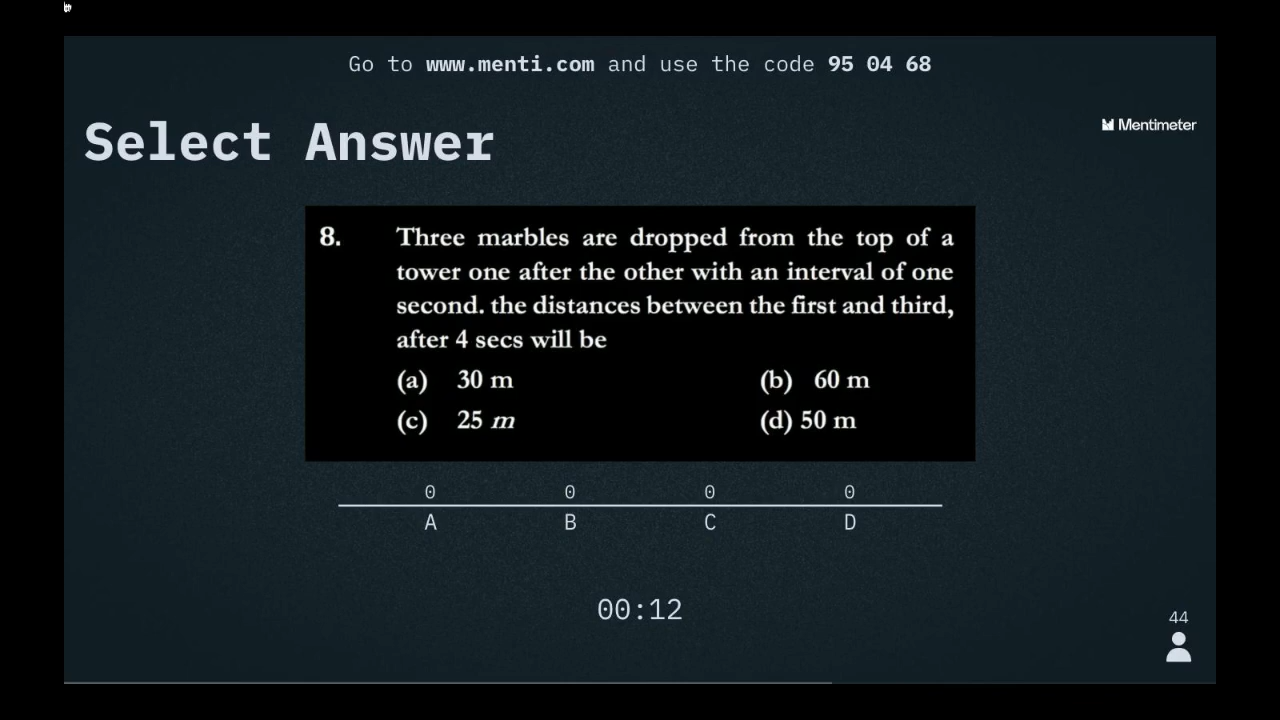 Go to www.menti.com and use the code 95 04 68
Select Answer
Mentimeter
8. Three marbles are dropped from the top of a
tower one after the other with an interval of one
second. the distances between the first and third,
after 4 secs will be
(a) 30 m (b) 60 m
(c) 25 m (d) 50 m
0 0 0 0
A B C D
00:12
44